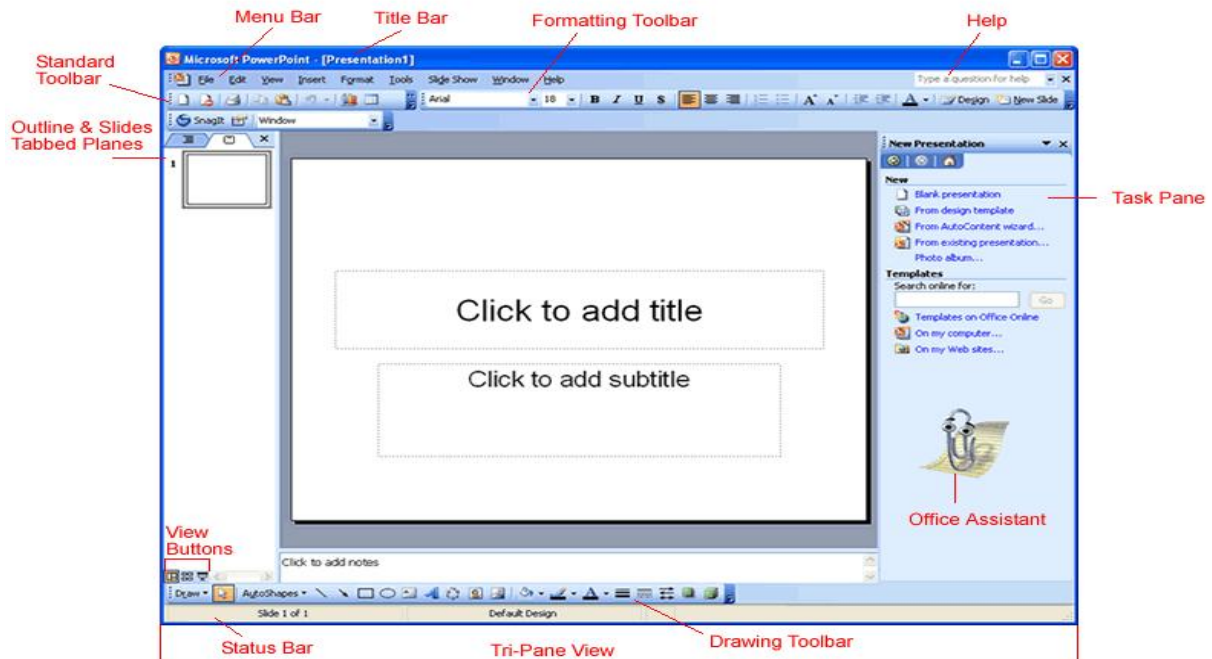 Menu Bar
Title Bar
Formatting Toolbar
Help
Standard
Toolbar
Microsoft PowerPoint - [Presentation1]
File Edit View Insert Format Tools Slide Show Window Help
Type a question for help
Arial 18 B I U S A A A Design New Slide
SnagIt Window
Outline & Slides
Tabbed Planes
1
New Presentation
New
Blank presentation
From design template
From AutoContent wizard...
From existing presentation...
Photo album...
Task Pane
Templates
Search online for:
Go
Templates on Office Online
On my computer...
On my Web sites...
Click to add title
Click to add subtitle
Office Assistant
View
Buttons
Click to add notes
Draw AutoShapes A
Slide 1 of 1 Default Design
Status Bar
Tri-Pane View
Drawing Toolbar